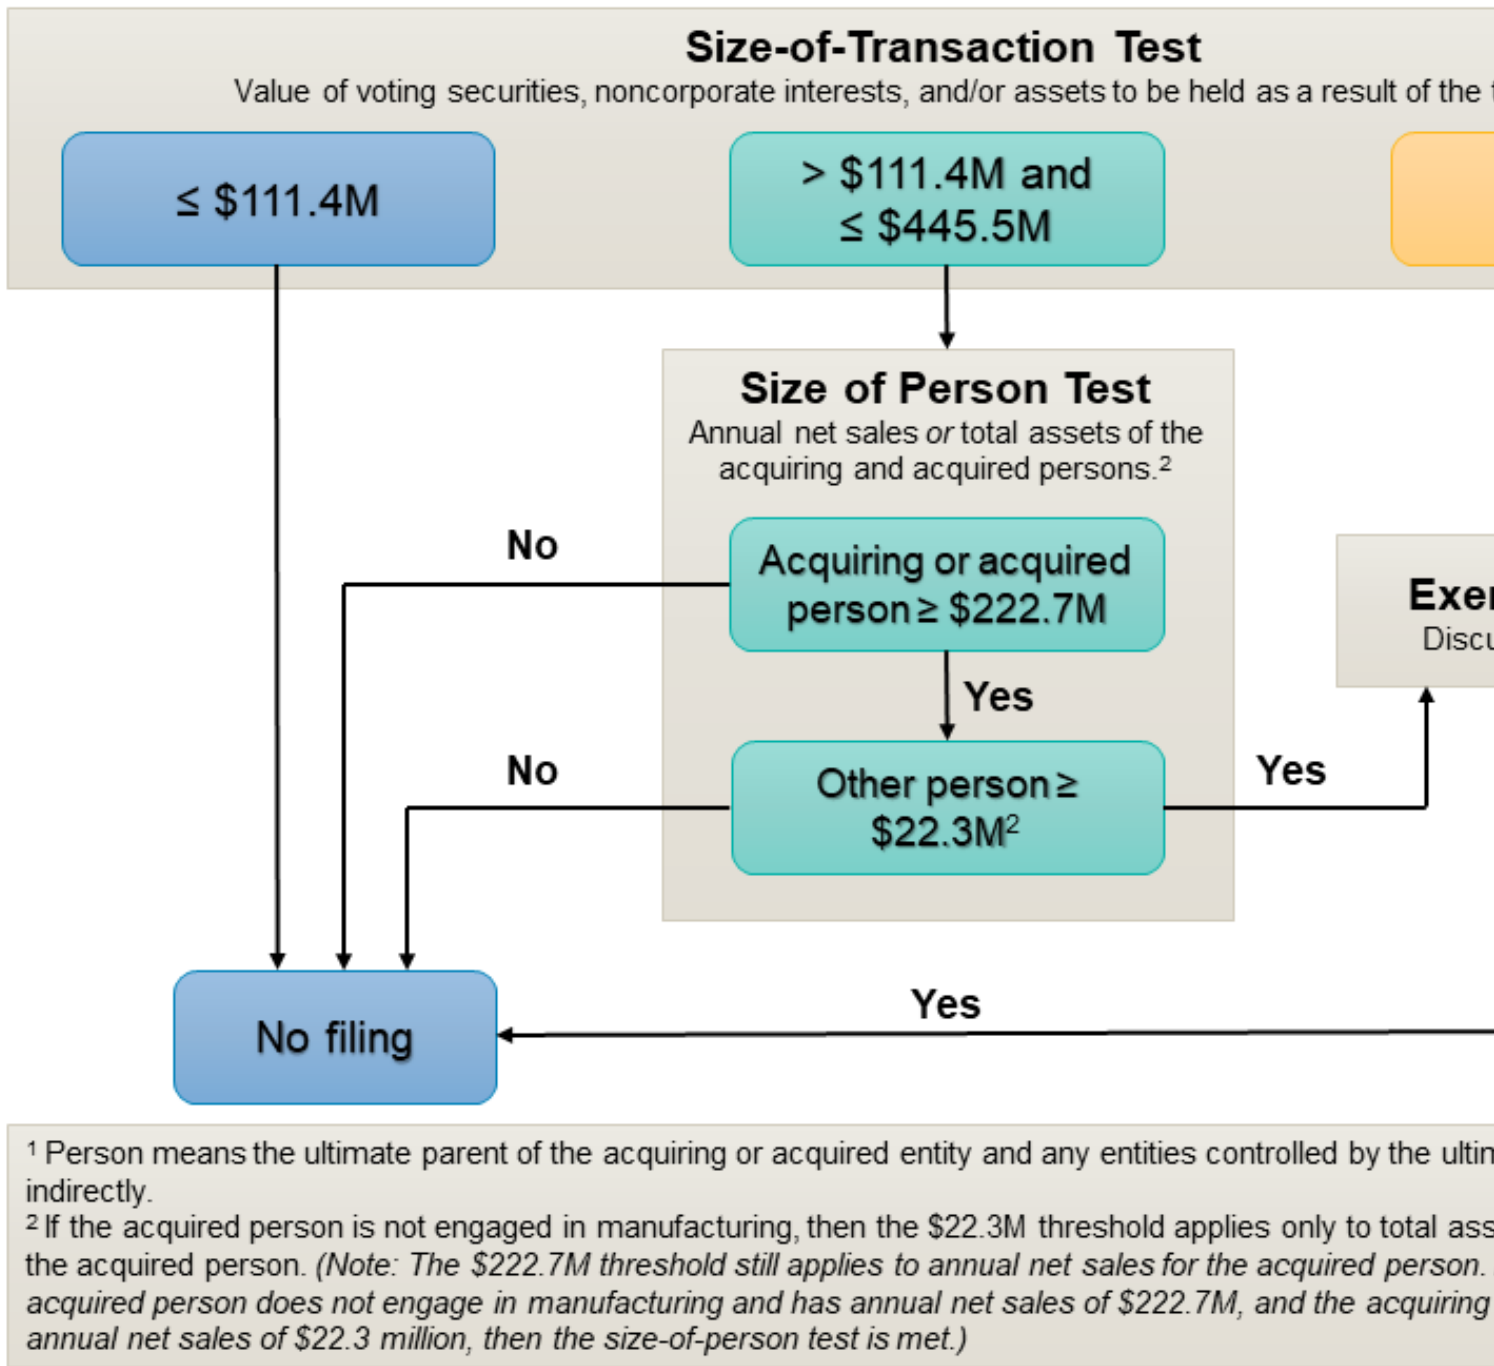 Size-of-Transaction Test
Value of voting securities, noncorporate interests, and/or assets to be held as a result of the
≤ $111.4M
> $111.4M and
≤ $445.5M
Size of Person Test
Annual net sales or total assets of the
acquiring and acquired persons.²
No
Acquiring or acquired
person ≥ $222.7M
Yes
No
Other person ≥
$22.3M²
Yes
No filing
Yes
¹ Person means the ultimate parent of the acquiring or acquired entity and any entities controlled by the
indirectly.
² If the acquired person is not engaged in manufacturing, then the $22.3M threshold applies only to total
the acquired person. (Note: The $222.7M threshold still applies to annual net sales for the acquired person.
acquired person does not engage in manufacturing and has annual net sales of $222.7M, and the acquiring
annual net sales of $22.3 million, then the size-of-person test is met.)